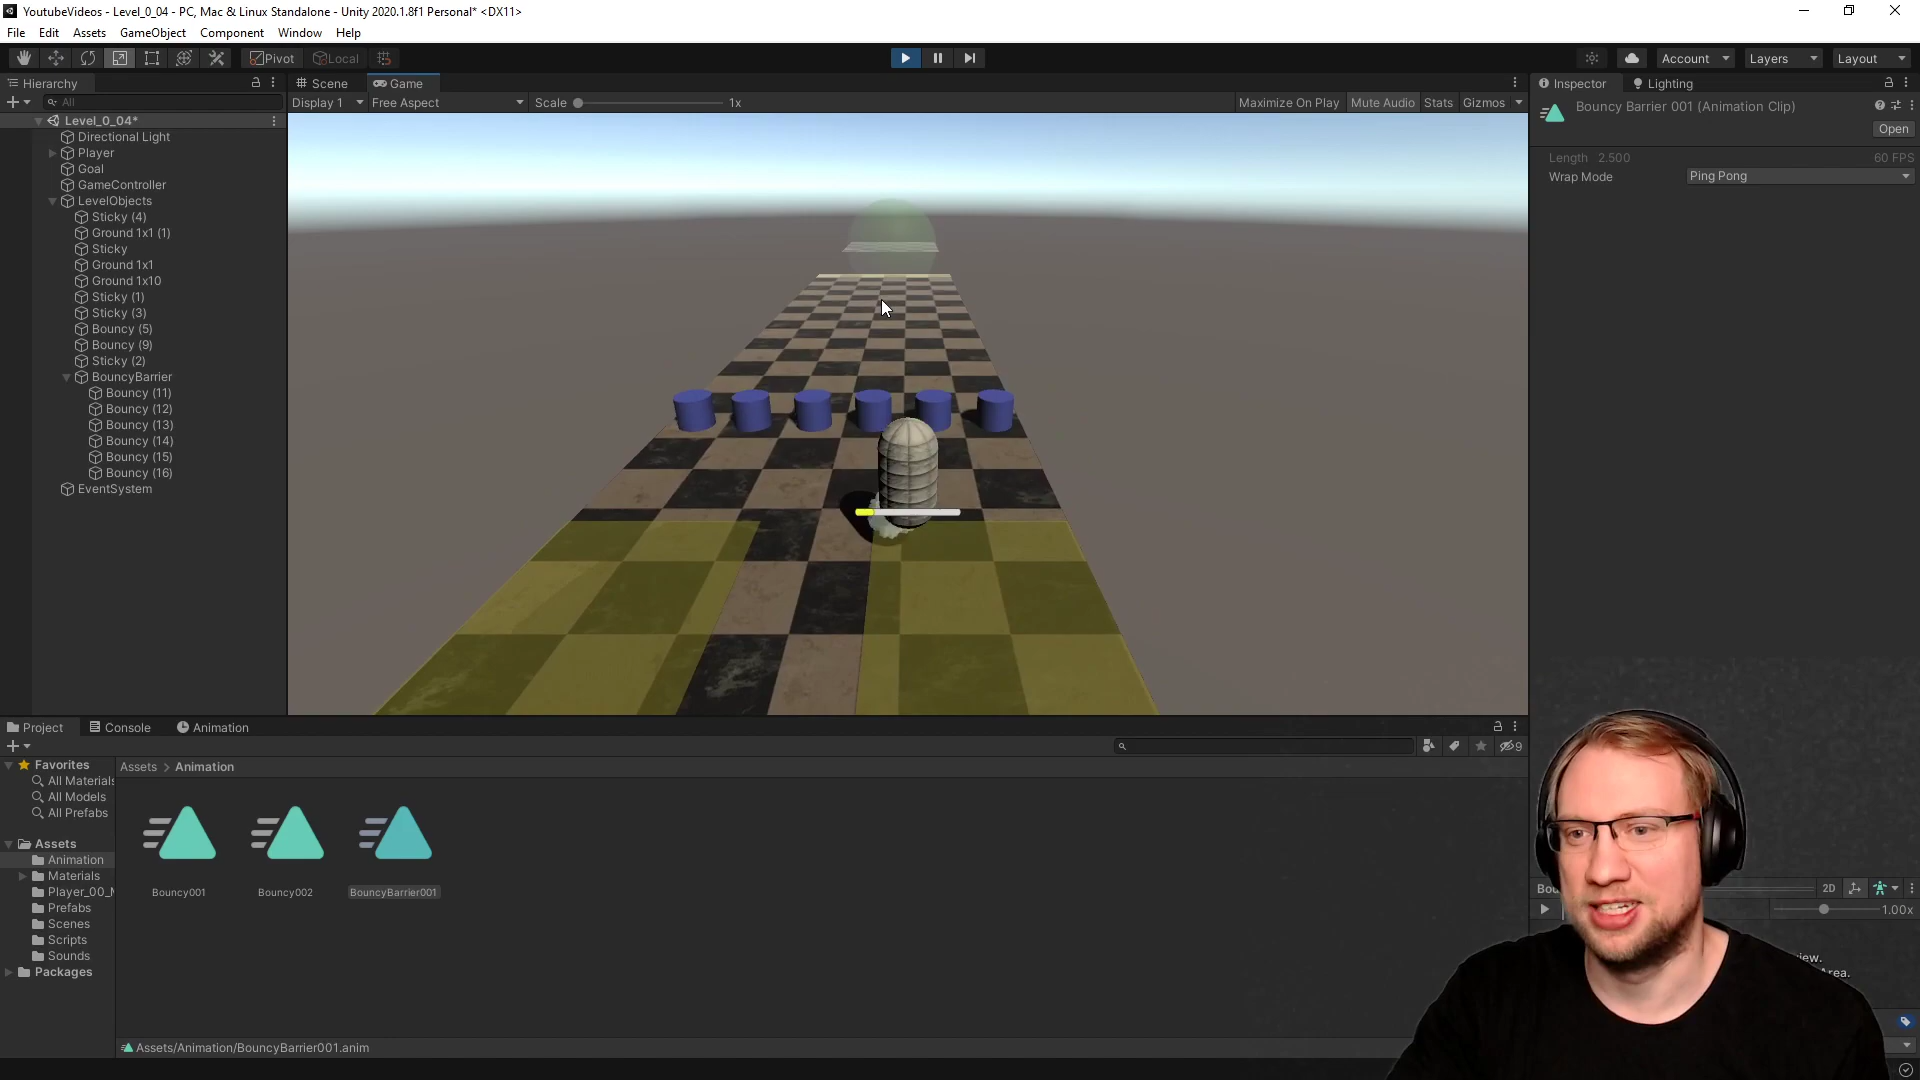 YoutubeVideos - Level_0_04 - PC, Mac & Linux Standalone - Unity 2020.1.8f1 Personal* <DX11>
File Edit Assets GameObject Component Window Help
Pivot Local Account Layers Layout
Hierarchy
All
Level_0_04*
Directional Light
Player
Goal
GameController
LevelObjects
Sticky (4)
Ground 1x1 (1)
Sticky
Ground 1x1
Ground 1x10
Sticky (1)
Sticky (3)
Bouncy (5)
Bouncy (9)
Sticky (2)
BouncyBarrier
Bouncy (11)
Bouncy (12)
Bouncy (13)
Bouncy (14)
Bouncy (15)
Bouncy (16)
EventSystem
Scene Game
Display 1 Free Aspect Scale 1x Maximize On Play Mute Audio Stats Gizmos
Inspector Lighting
Bouncy Barrier 001 (Animation Clip)
Open
Length 2.500 60 FPS
Wrap Mode Ping Pong
Project Console Animation
9
Favorites
All Materials
All Models
All Prefabs
Assets
Animation
Materials
Player_00_M
Prefabs
Scenes
Scripts
Sounds
Packages
Assets > Animation
Bouncy001 Bouncy002 BouncyBarrier001
Assets/Animation/BouncyBarrier001.anim
Bou
2D
1.00x
view.
Area.